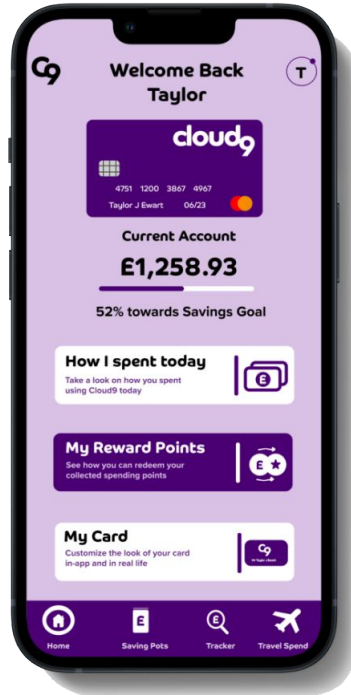 C9
Welcome Back
Taylor
T
cloud9
4751 1200 3867 4967
Taylor J Ewart 06/23
Current Account
£1,258.93
52% towards Savings Goal
How I spent today
Take a look on how you spent
using Cloud9 today
£
My Reward Points
See how you can redeem your
collected spending points
£
My Card
Customize the look of your card
in-app and in real life
C9
£
£
Home Saving Pots Tracker Travel Spend